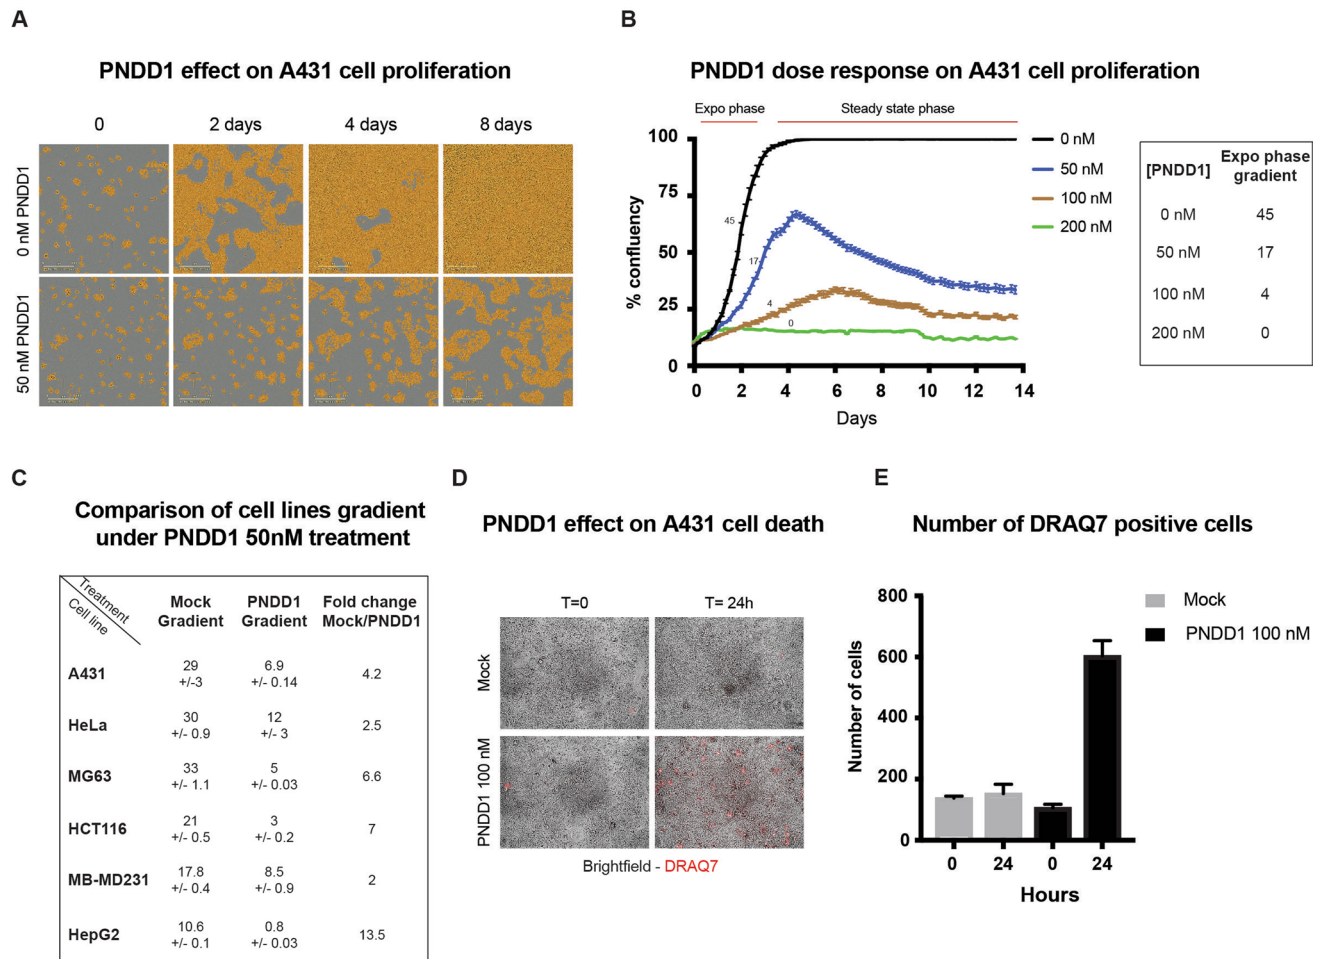 A
PNDD1 effect on A431 cell proliferation
0
2 days
4 days
8 days
0 nM PNDD1
50 nM PNDD1
B
PNDD1 dose response on A431 cell proliferation
Expo phase
Steady state phase
% confluency
100
75
50
25
0
45
17
4
0
0 2 4 6 8 10 12 14
Days
0 nM
50 nM
100 nM
200 nM
[PNDD1] Expo phase
gradient
0 nM 45
50 nM 17
100 nM 4
200 nM 0
C
Comparison of cell lines gradient
under PNDD1 50nM treatment
Treatment
Cell line
Mock PNDD1 Fold change
Gradient Gradient Mock/PNDD1
A431 29 6.9 4.2
+/-3 +/- 0.14
HeLa 30 12 2.5
+/- 0.9 +/- 3
MG63 33 5 6.6
+/- 1.1 +/- 0.03
HCT116 21 3 7
+/- 0.5 +/- 0.2
MB-MD231 17.8 8.5 2
+/- 0.4 +/- 0.9
HepG2 10.6 0.8 13.5
+/- 0.1 +/- 0.03
D
PNDD1 effect on A431 cell death
T=0
T= 24h
Mock
PNDD1 100 nM
Brightfield - DRAQ7
E
Number of DRAQ7 positive cells
Number of cells
800
600
400
200
0
0 24 0 24
Hours
Mock
PNDD1 100 nM